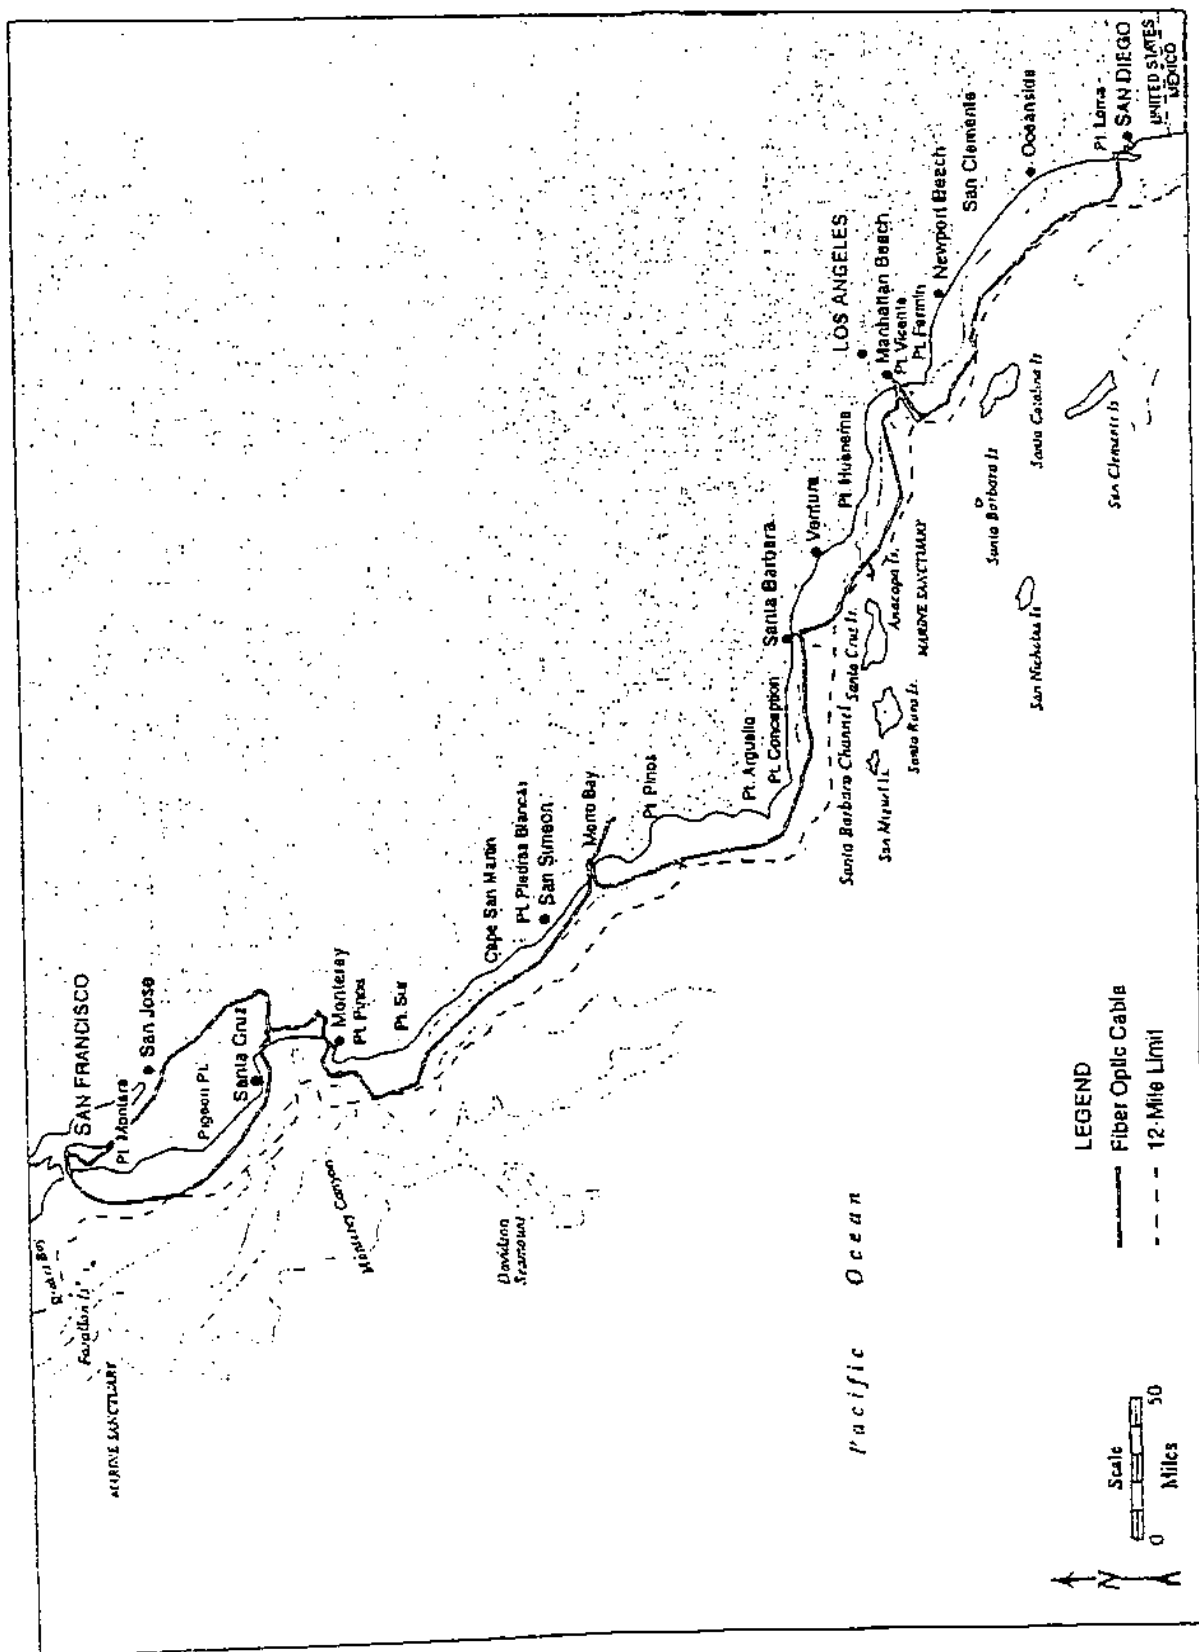 SAN FRANCISCO
Pt. Montara
San Jose
Pigeon Pt.
Santa Cruz
Monterey
Pt. Pinos
Pt. Sur
Cape San Martin
Pt. Piedras Blancas
San Simeon
Morro Bay
Pt. Pinos
Pt. Arguello
Pt. Conception
Santa Barbara
Ventura
Pt. Huenema
LOS ANGELES
Manhattan Beach
Pt. Vicente
Pt. Fermin
Newport Beach
San Clemente
Oceanside
Pt. Loma
SAN DIEGO
UNITED STATES
MEXICO
Farallon Is
MARINE SANCTUARY
Monterey Canyon
Davidson
Seamount
Santa Barbara Channel
San Miguel Is.
Santa Rosa Is.
Santa Cruz Is.
Anacapa Is.
MARINE SANCTUARY
San Nicholas Is
Santa Barbara Is
Santa Catalina Is
San Clemente Is
Pacific Ocean
LEGEND
Fiber Optic Cable
12-Mile Limit
Scale
0 50
Miles
N